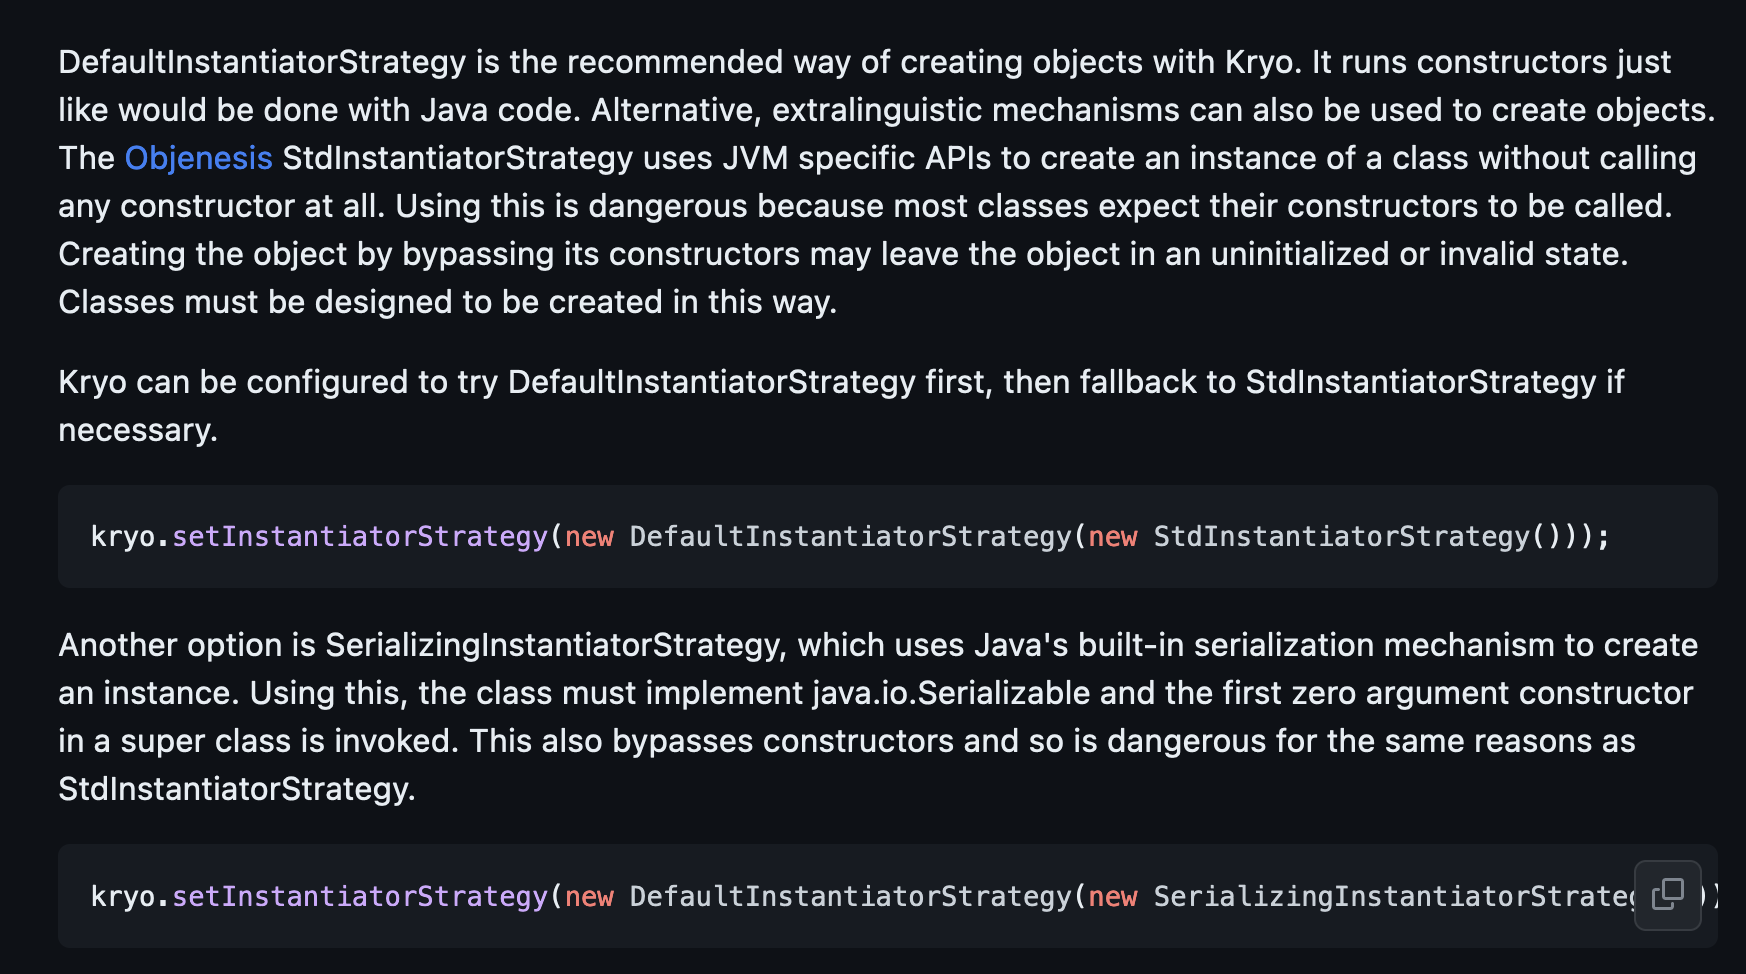 DefaultInstantiatorStrategy is the recommended way of creating objects with Kryo. It runs constructors just
like would be done with Java code. Alternative, extralinguistic mechanisms can also be used to create objects.
The Objenesis StdInstantiatorStrategy uses JVM specific APIs to create an instance of a class without calling
any constructor at all. Using this is dangerous because most classes expect their constructors to be called.
Creating the object by bypassing its constructors may leave the object in an uninitialized or invalid state.
Classes must be designed to be created in this way.
Kryo can be configured to try DefaultInstantiatorStrategy first, then fallback to StdInstantiatorStrategy if
necessary.
kryo.setInstantiatorStrategy(new DefaultInstantiatorStrategy(new StdInstantiatorStrategy()));
Another option is SerializingInstantiatorStrategy, which uses Java's built-in serialization mechanism to create
an instance. Using this, the class must implement java.io.Serializable and the first zero argument constructor
in a super class is invoked. This also bypasses constructors and so is dangerous for the same reasons as
StdInstantiatorStrategy.
kryo.setInstantiatorStrategy(new DefaultInstantiatorStrategy(new SerializingInstantiatorStrateg